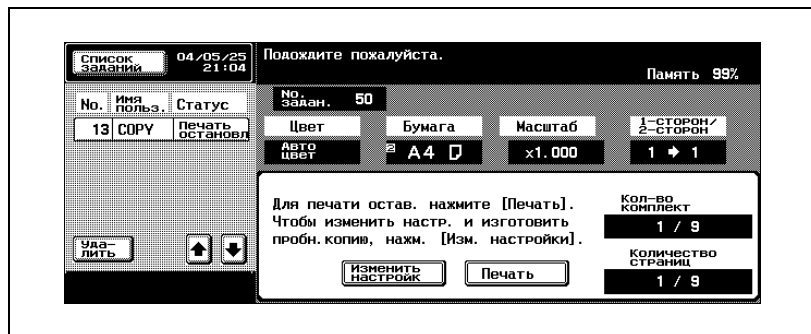 Список заданий
04/05/25
21:04
Подождите пожалуйста.
Память 99%
No. Имя польз. Статус
13 COPY Печать остановл
No. задан. 50
Цвет Бумага Масштаб 1-сторон/ 2-сторон
Авто цвет 2 A4 x1.000 1 → 1
Для печати остав. нажмите [Печать].
Чтобы изменить настр. и изготовить
пробн.копию, нажм. [Изм. настройки].
Кол-во комплект
1 / 9
Количество страниц
1 / 9
Уда- лить
Изменить настройк
Печать